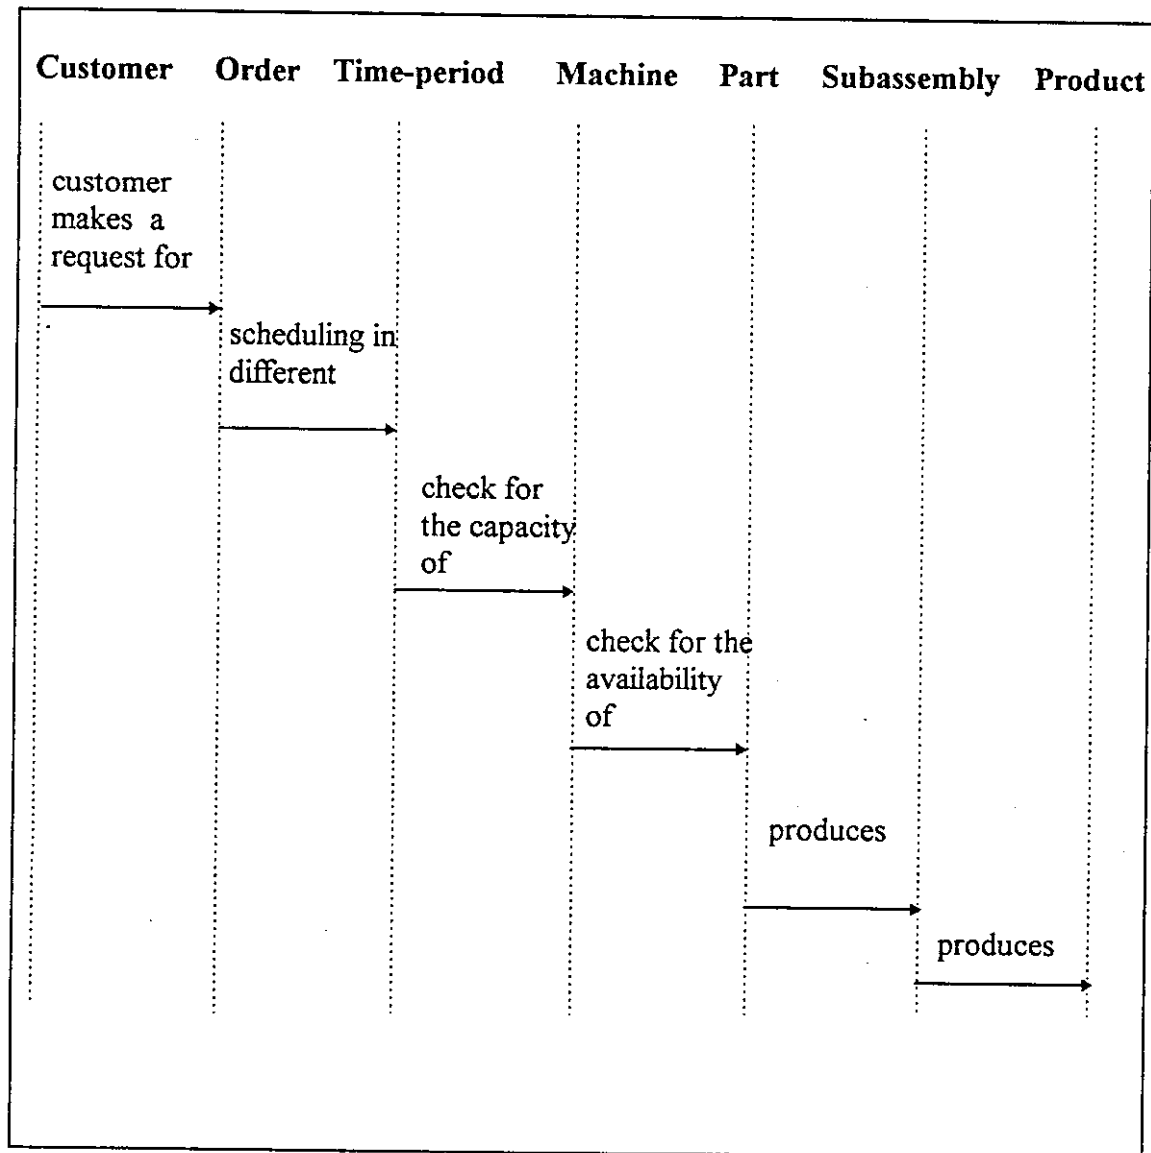 Customer Order Time-period Machine Part Subassembly Product
customer
makes a
request for
scheduling in
different
check for
the capacity
of
check for the
availability
of
produces
produces